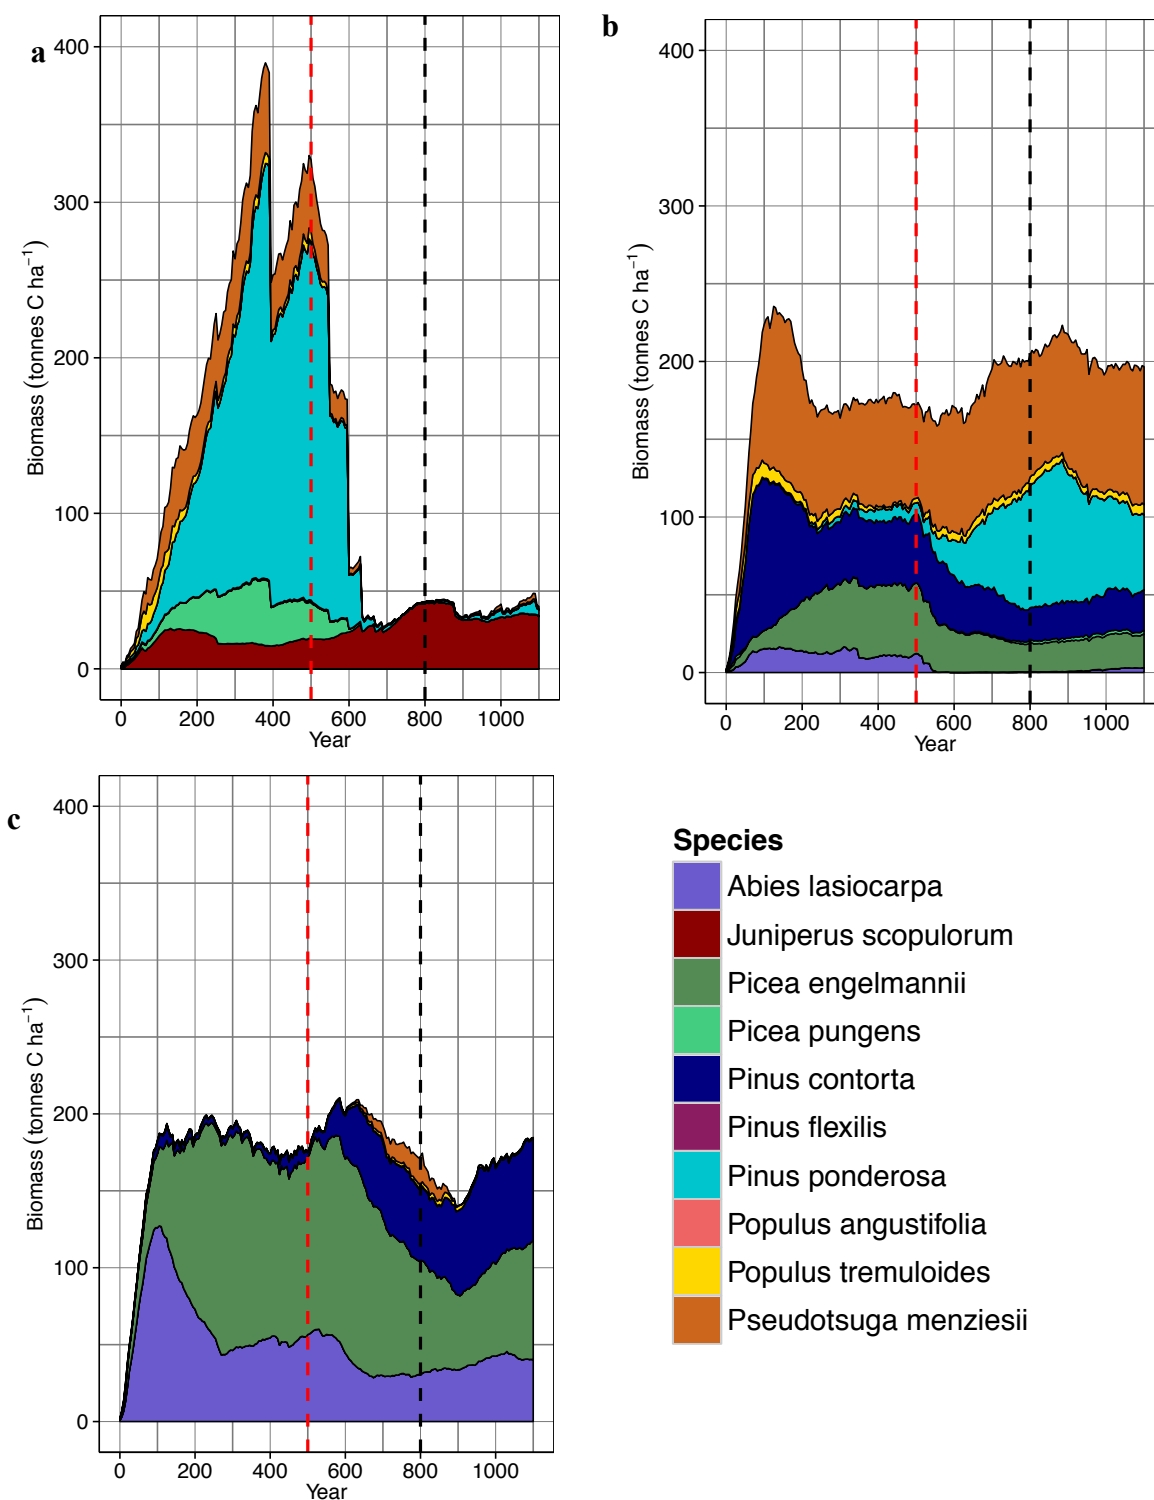 a
400
300
200
100
0
Biomass (tonnes C ha⁻¹)
0 200 400 600 800 1000
Year
b
400
300
200
100
0
Biomass (tonnes C ha⁻¹)
0 200 400 600 800 1000
Year
c
400
300
200
100
0
Biomass (tonnes C ha⁻¹)
0 200 400 600 800 1000
Year
Species
Abies lasiocarpa
Juniperus scopulorum
Picea engelmannii
Picea pungens
Pinus contorta
Pinus flexilis
Pinus ponderosa
Populus angustifolia
Populus tremuloides
Pseudotsuga menziesii